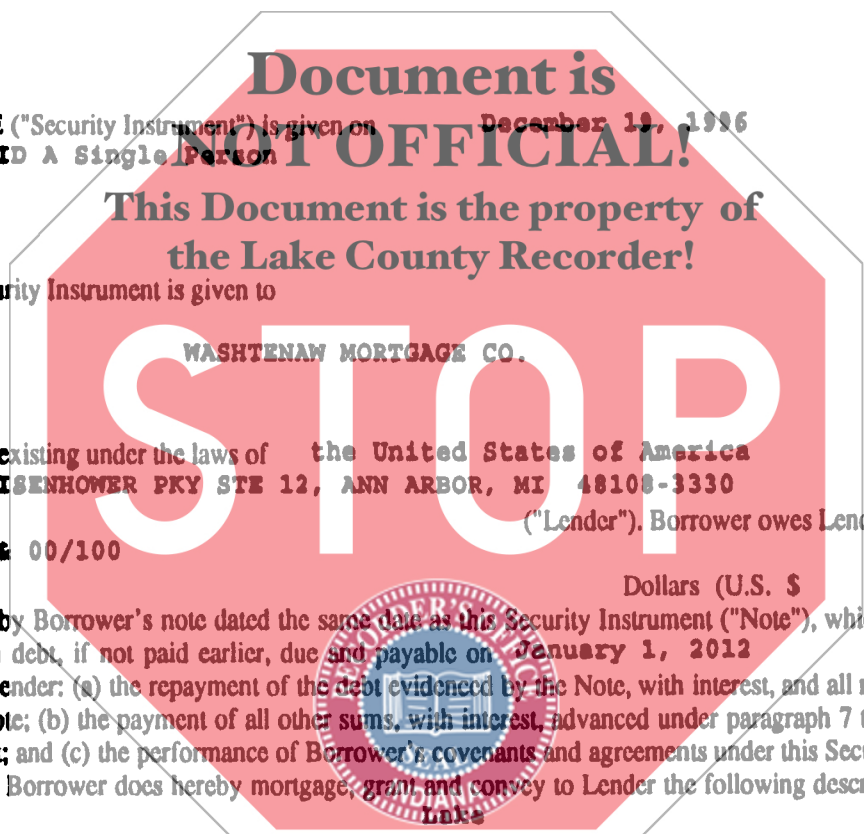 Document is
("Security Instrument") is given on December 19, 1996
NOT OFFICIAL!
ID A Single Person
This Document is the property of
the Lake County Recorder!
urity Instrument is given to
STOP
WASHTENAW MORTGAGE CO.
existing under the laws of the United States of America
ISENHOWER PKY STE 12, ANN ARBOR, MI 48108-3330
("Lender"). Borrower owes Lend
& 00/100
Dollars (U.S. $
by Borrower's note dated the same date as this Security Instrument ("Note"), whi
debt, if not paid earlier, due and payable on January 1, 2012
ender: (a) the repayment of the debt evidenced by the Note, with interest, and all
te; (b) the payment of all other sums, with interest, advanced under paragraph 7 t
; and (c) the performance of Borrower's covenants and agreements under this Secu
Borrower does hereby mortgage, grant and convey to Lender the following descr
Lake
RECORDER'S OFFICE
INDIANA